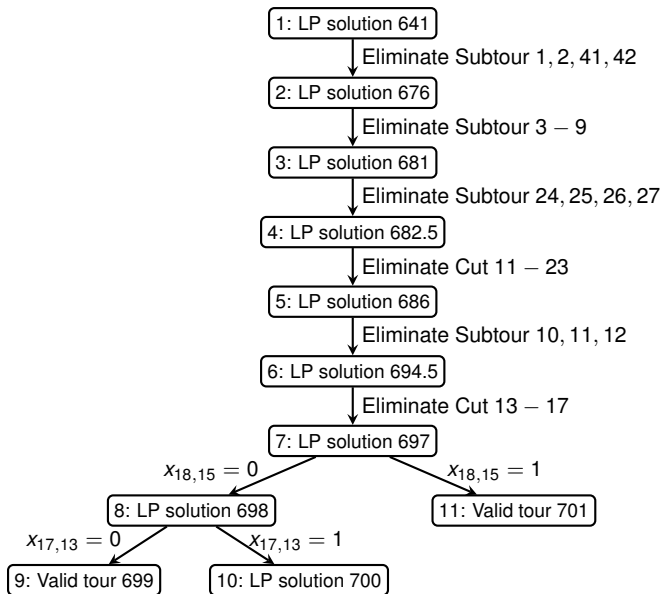 1: LP solution 641
Eliminate Subtour 1, 2, 41, 42
2: LP solution 676
Eliminate Subtour 3 − 9
3: LP solution 681
Eliminate Subtour 24, 25, 26, 27
4: LP solution 682.5
Eliminate Cut 11 − 23
5: LP solution 686
Eliminate Subtour 10, 11, 12
6: LP solution 694.5
Eliminate Cut 13 − 17
7: LP solution 697
x18,15 = 0
x18,15 = 1
8: LP solution 698
11: Valid tour 701
x17,13 = 0
x17,13 = 1
9: Valid tour 699
10: LP solution 700